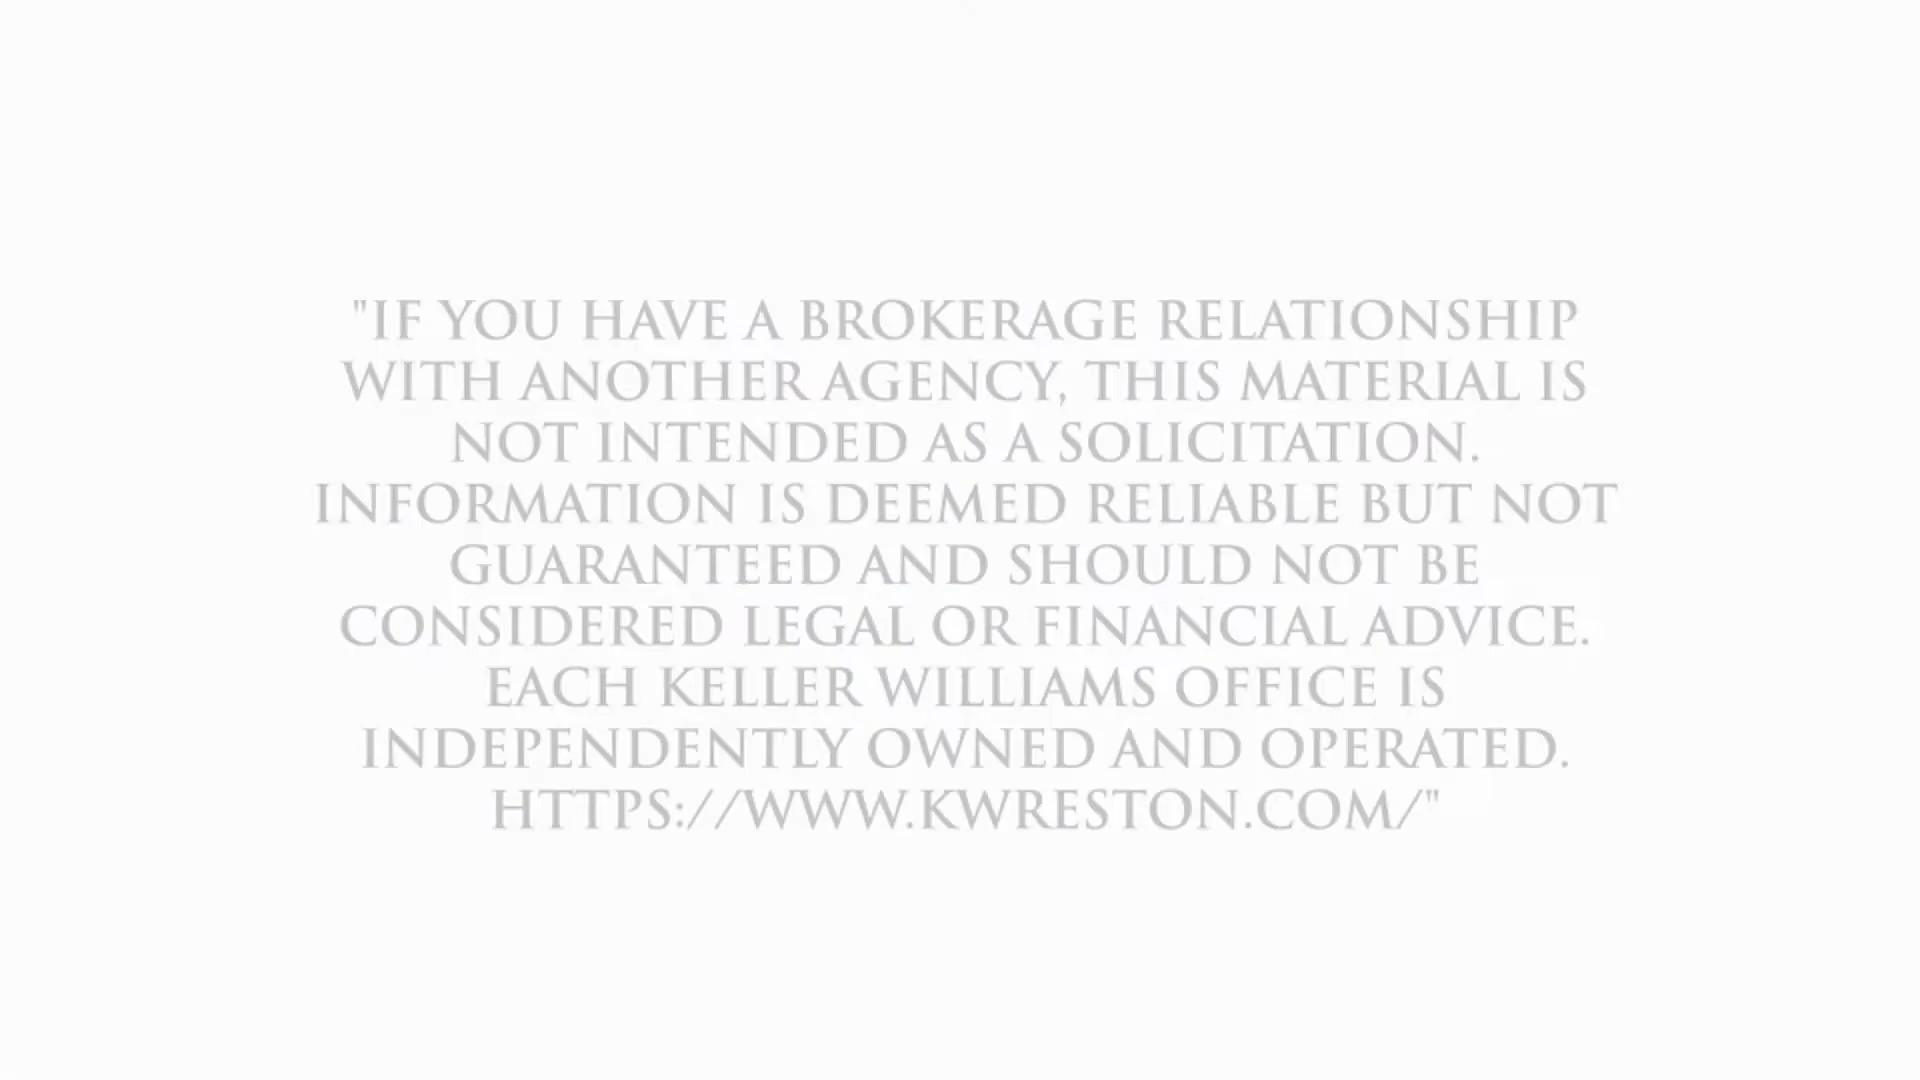 "IF YOU HAVE A BROKERAGE RELATIONSHIP
WITH ANOTHER AGENCY, THIS MATERIAL IS
NOT INTENDED AS A SOLICITATION.
INFORMATION IS DEEMED RELIABLE BUT NOT
GUARANTEED AND SHOULD NOT BE
CONSIDERED LEGAL OR FINANCIAL ADVICE.
EACH KELLER WILLIAMS OFFICE IS
INDEPENDENTLY OWNED AND OPERATED.
HTTPS://WWW.KWRESTON.COM/"